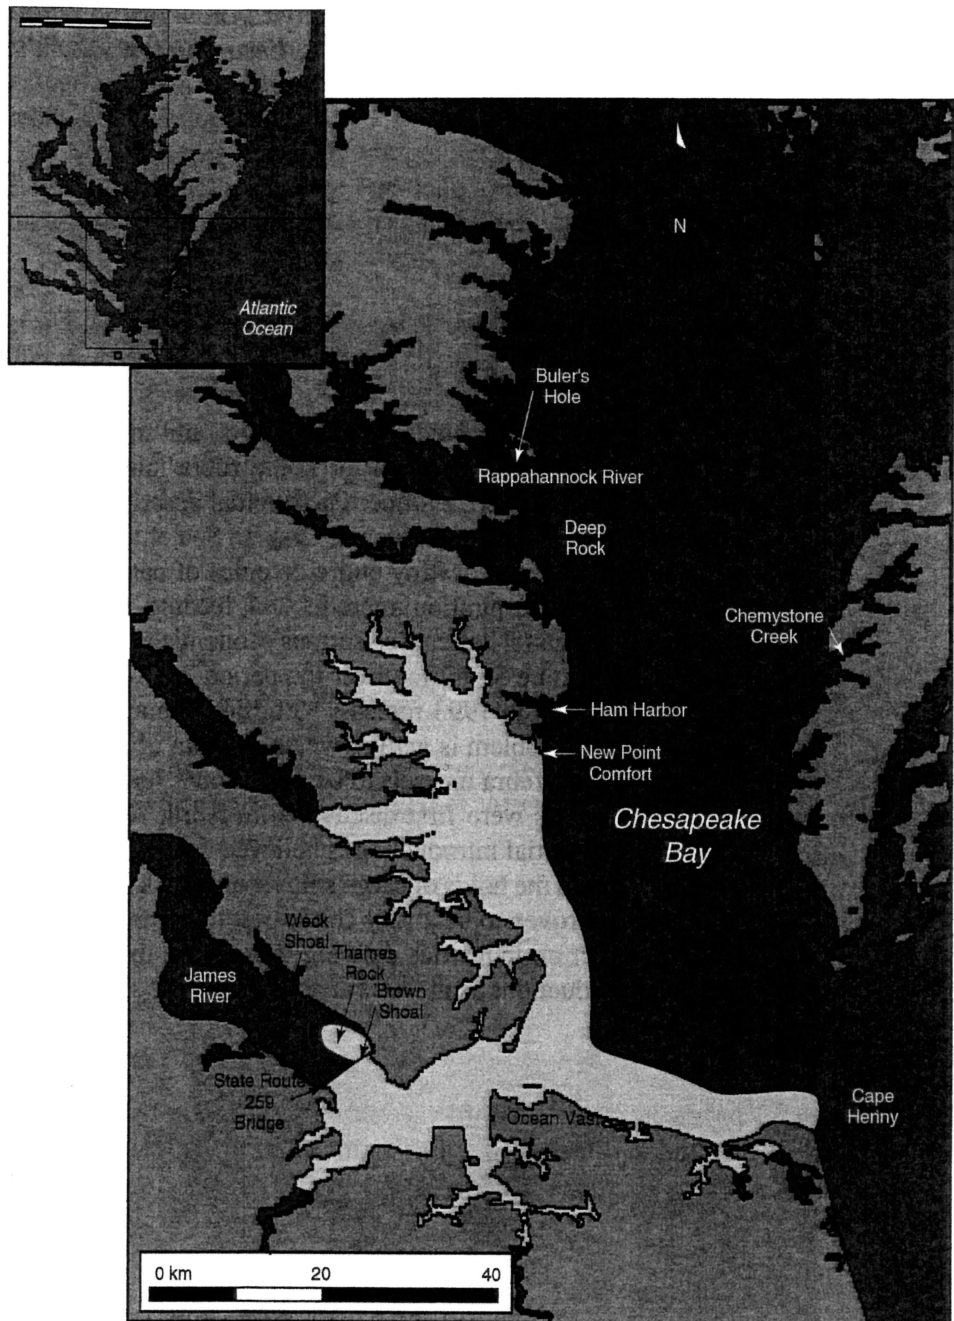 Atlantic
Ocean
N
Buler's
Hole
Rappahannock River
Deep
Rock
Chemystone
Creek
Ham Harbor
New Point
Comfort
Chesapeake
Bay
Weck
Shoal
Thames
Rock
James
River
Brown
Shoal
State Route
259
Bridge
Ocean Vast
Cape
Henny
0 km 20 40